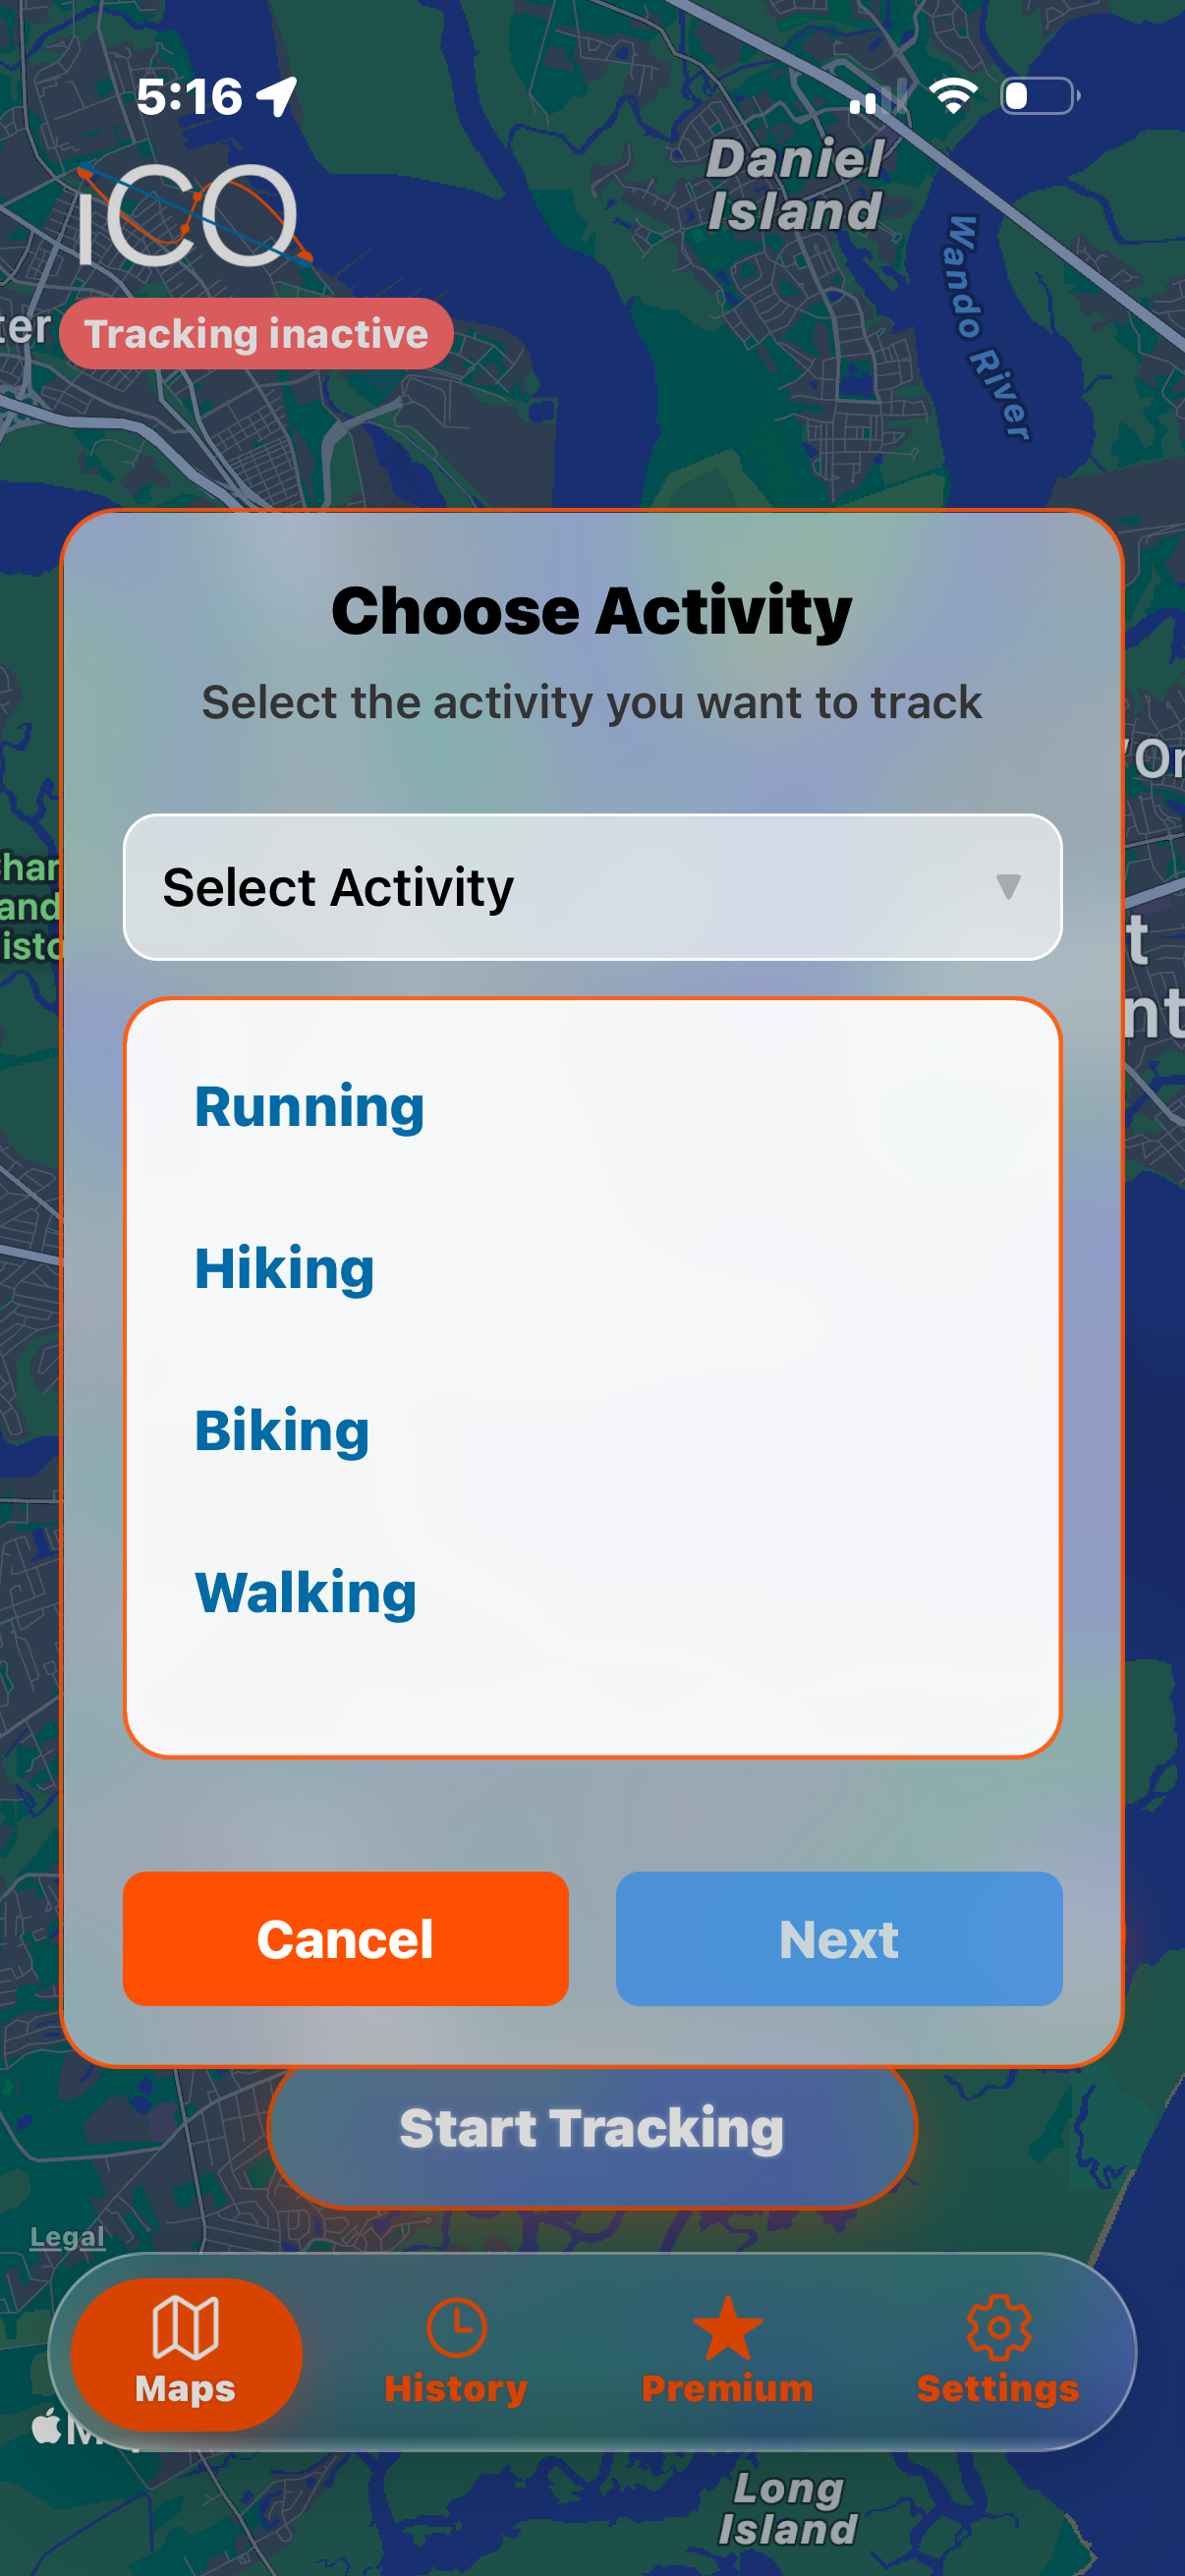 5:16
Daniel
Island
iCO
Wando River
ter
Tracking inactive
Choose Activity
Select the activity you want to track
Select Activity
Running
Hiking
Biking
Walking
Cancel
Next
Start Tracking
Legal
Maps
History
Premium
Settings
Long
Island